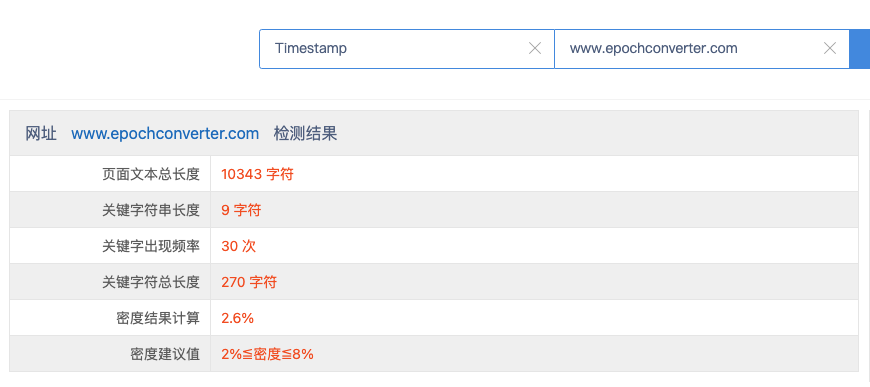 Timestamp www.epochconverter.com
网址 www.epochconverter.com 检测结果
页面文本总长度 10343 字符
关键字符串长度 9 字符
关键字出现频率 30 次
关键字符总长度 270 字符
密度结果计算 2.6%
密度建议值 2%≦密度≦8%